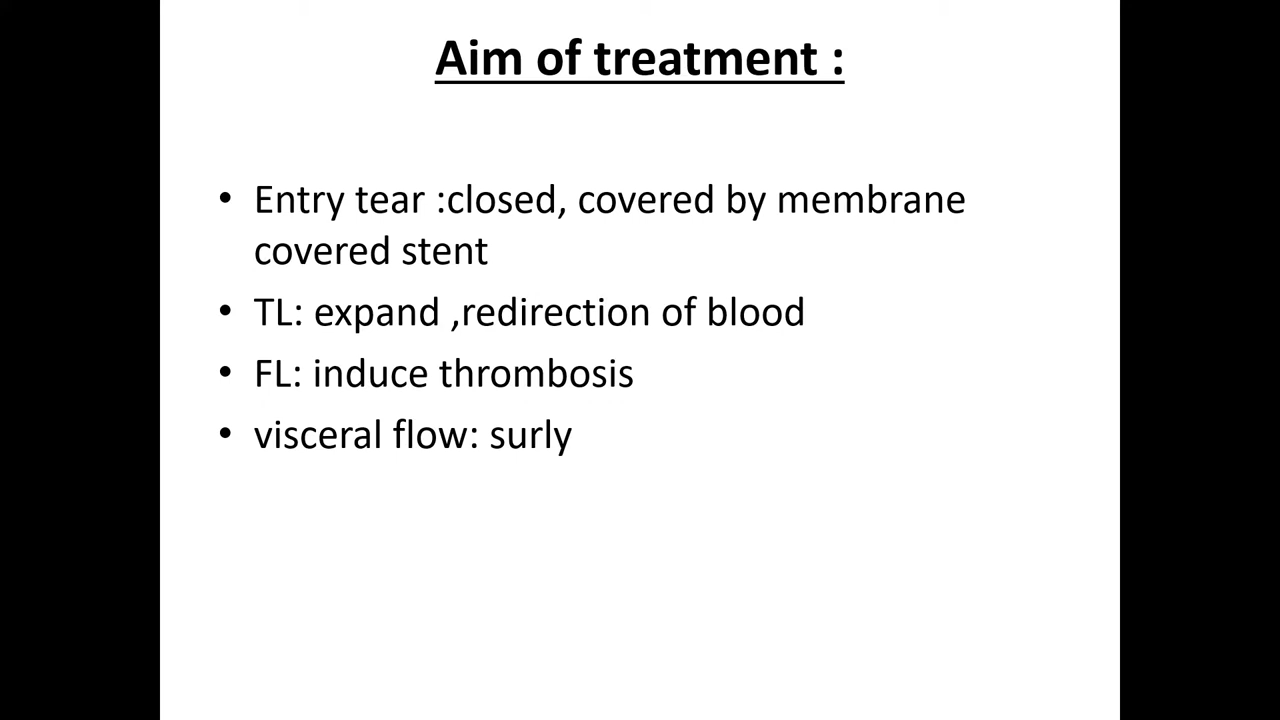 Aim of treatment :
• Entry tear :closed, covered by membrane
covered stent
• TL: expand ,redirection of blood
• FL: induce thrombosis
• visceral flow: surly